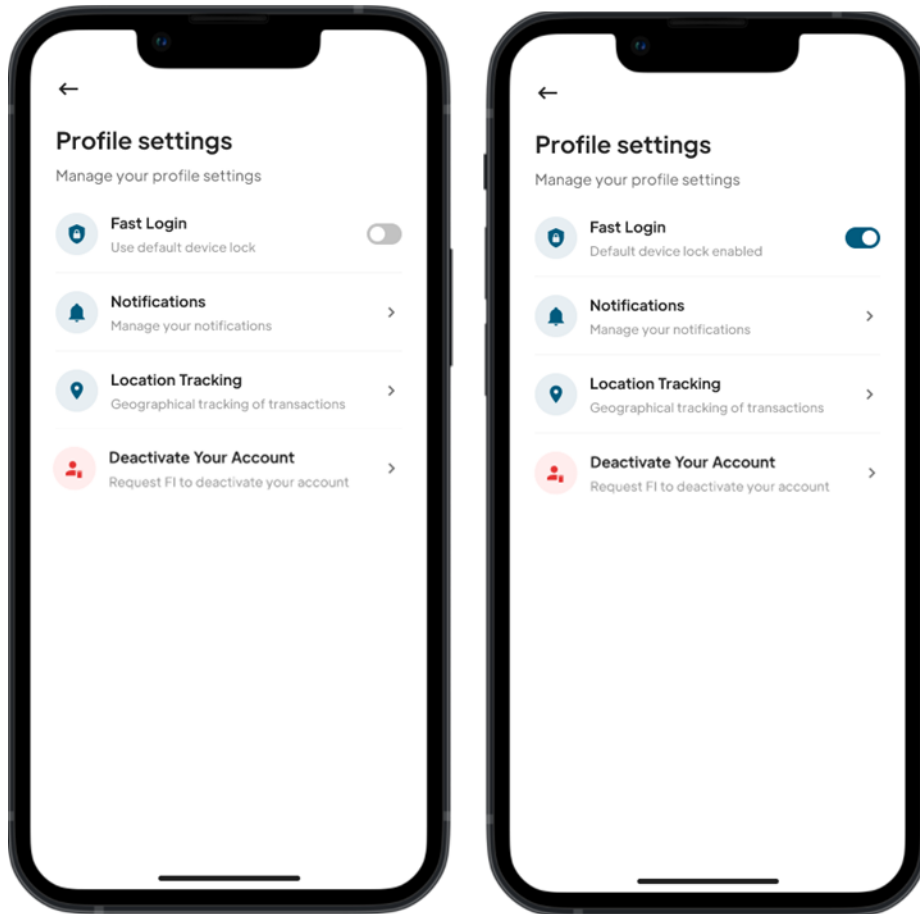 Profile settings
Manage your profile settings
Fast Login
Use default device lock
Notifications
Manage your notifications
Location Tracking
Geographical tracking of transactions
Deactivate Your Account
Request FI to deactivate your account
Profile settings
Manage your profile settings
Fast Login
Default device lock enabled
Notifications
Manage your notifications
Location Tracking
Geographical tracking of transactions
Deactivate Your Account
Request FI to deactivate your account